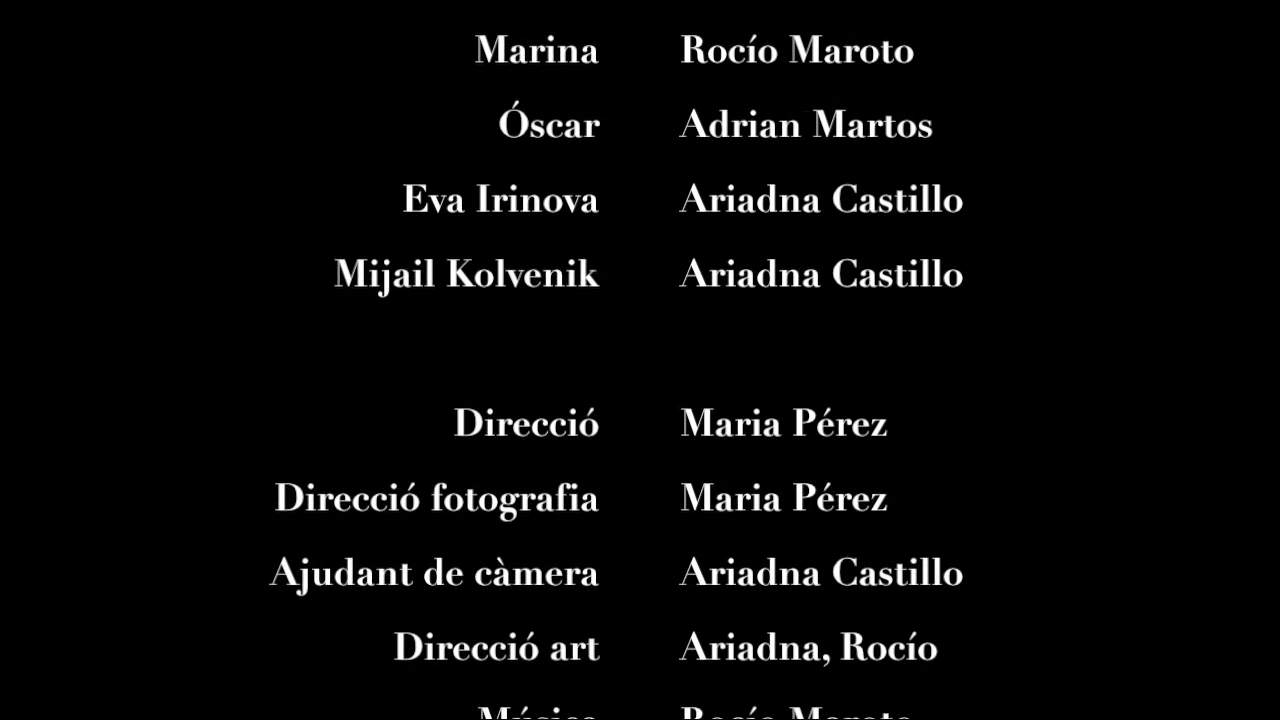 Marina Rocío Maroto
Óscar Adrian Martos
Eva Irinova Ariadna Castillo
Mijail Kolvenik Ariadna Castillo
Direcció Maria Pérez
Direcció fotografia Maria Pérez
Ajudant de càmera Ariadna Castillo
Direcció art Ariadna, Rocío
Música Rocío Maroto